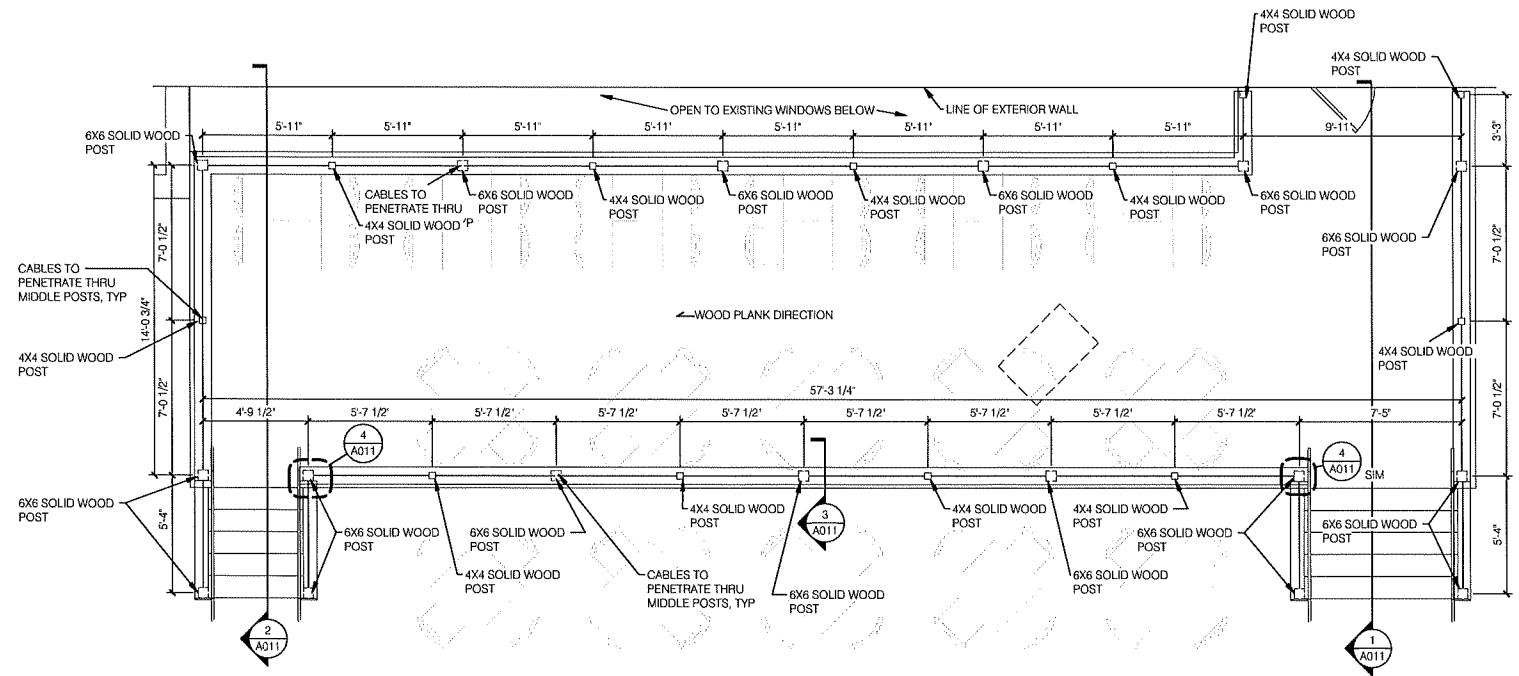 4X4 SOLID WOOD
POST
4X4 SOLID WOOD
POST
OPEN TO EXISTING WINDOWS BELOW
LINE OF EXTERIOR WALL
6X6 SOLID WOOD
POST
5'-11"
5'-11"
5'-11"
5'-11"
5'-11"
5'-11"
5'-11"
5'-11"
9'-11"
3'-3"
CABLES TO
PENETRATE THRU
4X4 SOLID WOOD
POST
6X6 SOLID WOOD
POST
4X4 SOLID WOOD
POST
6X6 SOLID WOOD
POST
4X4 SOLID WOOD
POST
6X6 SOLID WOOD
POST
4X4 SOLID WOOD
POST
6X6 SOLID WOOD
POST
6X6 SOLID WOOD
POST
7'-0 1/2"
7'-0 1/2"
CABLES TO
PENETRATE THRU
MIDDLE POSTS, TYP
14'-0 3/4"
WOOD PLANK DIRECTION
4X4 SOLID WOOD
POST
4X4 SOLID WOOD
POST
7'-0 1/2"
7'-0 1/2"
57'-3 1/4"
4'-9 1/2"
5'-7 1/2"
5'-7 1/2"
5'-7 1/2"
5'-7 1/2"
5'-7 1/2"
5'-7 1/2"
5'-7 1/2"
5'-7 1/2"
7'-5"
4
A011
4
A011
SIM
6X6 SOLID WOOD
POST
5'-4"
6X6 SOLID WOOD
POST
4X4 SOLID WOOD
POST
6X6 SOLID WOOD
POST
CABLES TO
PENETRATE THRU
MIDDLE POSTS, TYP
4X4 SOLID WOOD
POST
6X6 SOLID WOOD
POST
3
A011
4X4 SOLID WOOD
POST
6X6 SOLID WOOD
POST
4X4 SOLID WOOD
POST
6X6 SOLID WOOD
POST
6X6 SOLID WOOD
POST
5'-4"
2
A011
1
A011